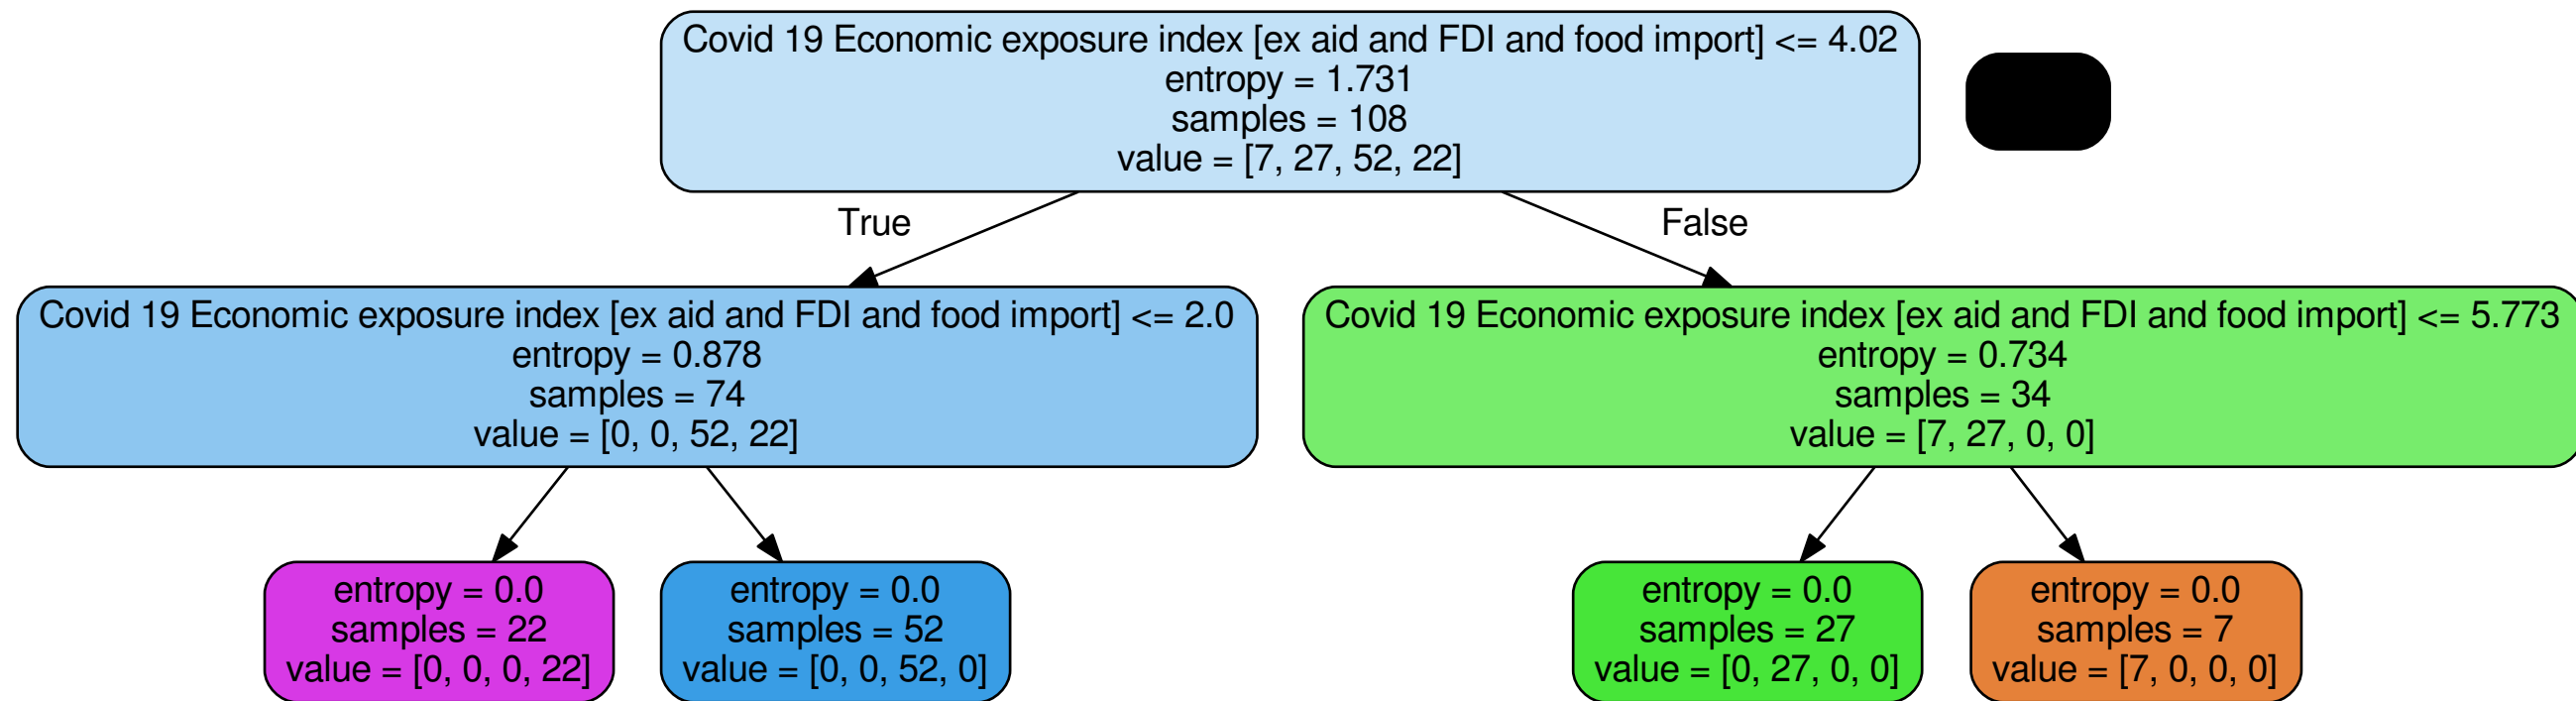 Covid 19 Economic exposure index [ex aid and FDI and food import] <= 4.02
entropy = 1.731
samples = 108
value = [7, 27, 52, 22]
True
False
Covid 19 Economic exposure index [ex aid and FDI and food import] <= 2.0
entropy = 0.878
samples = 74
value = [0, 0, 52, 22]
Covid 19 Economic exposure index [ex aid and FDI and food import] <= 5.773
entropy = 0.734
samples = 34
value = [7, 27, 0, 0]
entropy = 0.0
samples = 22
value = [0, 0, 0, 22]
entropy = 0.0
samples = 52
value = [0, 0, 52, 0]
entropy = 0.0
samples = 27
value = [0, 27, 0, 0]
entropy = 0.0
samples = 7
value = [7, 0, 0, 0]